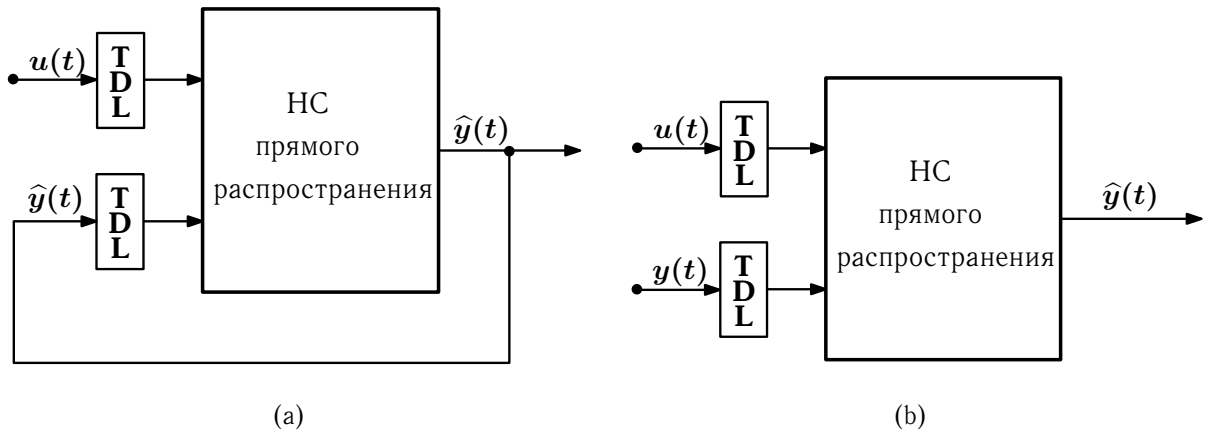 u(t)
T
D
L
НС
прямого
распространения
ŷ(t)
ŷ(t)
T
D
L
(a)
u(t)
T
D
L
НС
прямого
распространения
ŷ(t)
y(t)
T
D
L
(b)